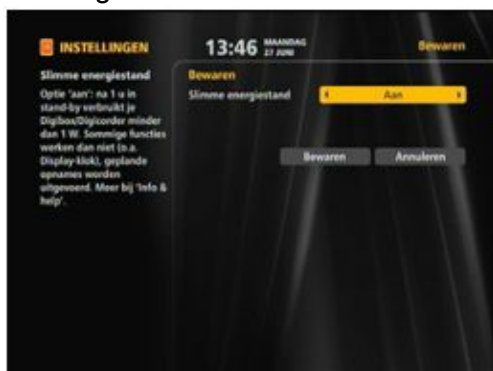 INSTELLINGEN
13:46 MAANDAG
27 JUNI
Bewaren
Slimme energiestand
Optie 'aan': na 1 u in
stand-by verbruikt je
Digibox/Digicorder minder
dan 1 W. Sommige functies
werken dan niet (o.a.
Display-klok), geplande
opnames worden
uitgevoerd. Meer bij 'Info &
help'.
Bewaren
Slimme energiestand
Aan
Bewaren
Annuleren